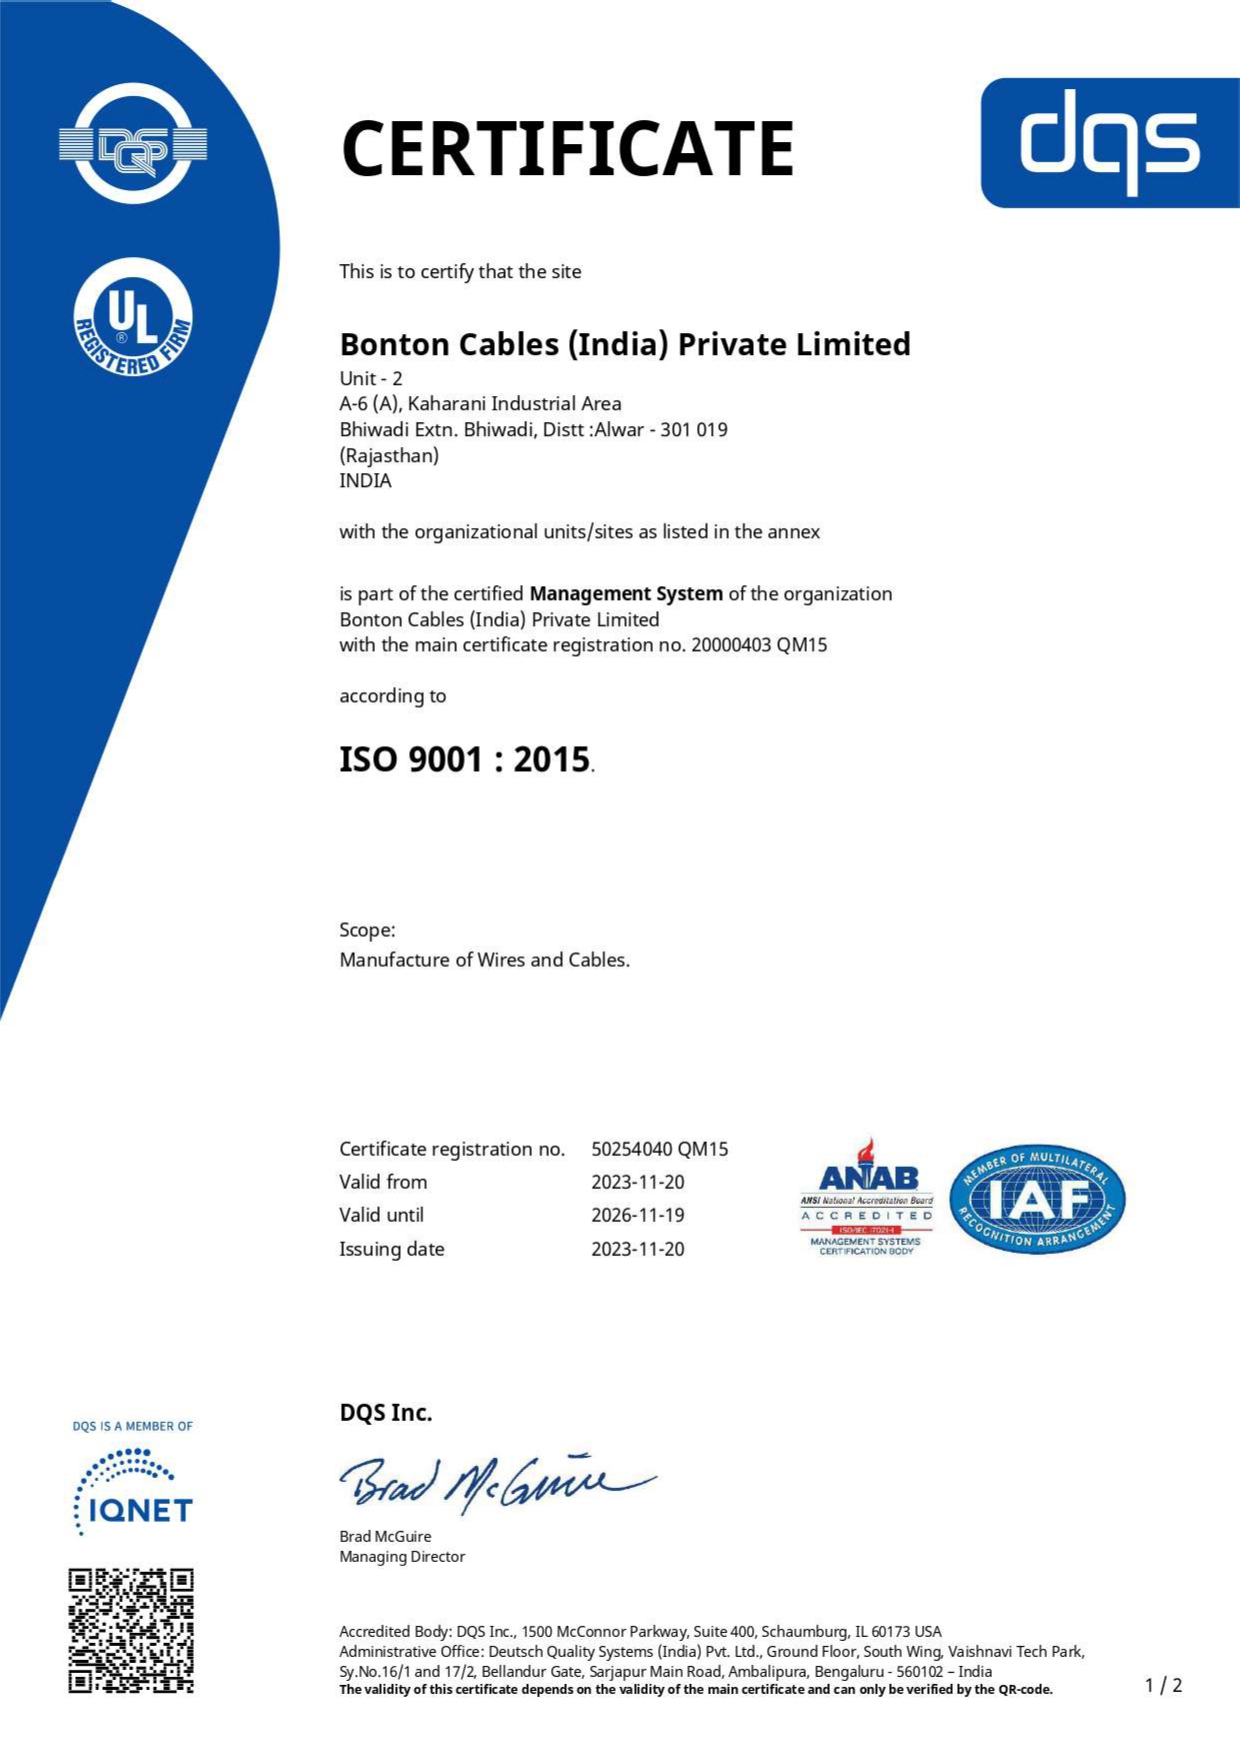 DQS
UL
®
REGISTERED FIRM
CERTIFICATE
dqs
This is to certify that the site
Bonton Cables (India) Private Limited
Unit - 2
A-6 (A), Kaharani Industrial Area
Bhiwadi Extn. Bhiwadi, Distt :Alwar - 301 019
(Rajasthan)
INDIA
with the organizational units/sites as listed in the annex
is part of the certified Management System of the organization
Bonton Cables (India) Private Limited
with the main certificate registration no. 20000403 QM15
according to
ISO 9001 : 2015.
Scope:
Manufacture of Wires and Cables.
Certificate registration no. 50254040 QM15
Valid from 2023-11-20
Valid until 2026-11-19
Issuing date 2023-11-20
ANAB
ANSI National Accreditation Board
ACCREDITED
ISO/IEC 17021-1
MANAGEMENT SYSTEMS
CERTIFICATION BODY
MEMBER OF MULTILATERAL
IAF
RECOGNITION ARRANGEMENT
DQS IS A MEMBER OF
IQNET
DQS Inc.
Brad McGuire
Brad McGuire
Managing Director
Accredited Body: DQS Inc., 1500 McConnor Parkway, Suite 400, Schaumburg, IL 60173 USA
Administrative Office: Deutsch Quality Systems (India) Pvt. Ltd., Ground Floor, South Wing, Vaishnavi Tech Park,
Sy.No.16/1 and 17/2, Bellandur Gate, Sarjapur Main Road, Ambalipura, Bengaluru - 560102 – India
The validity of this certificate depends on the validity of the main certificate and can only be verified by the QR-code.
1 / 2